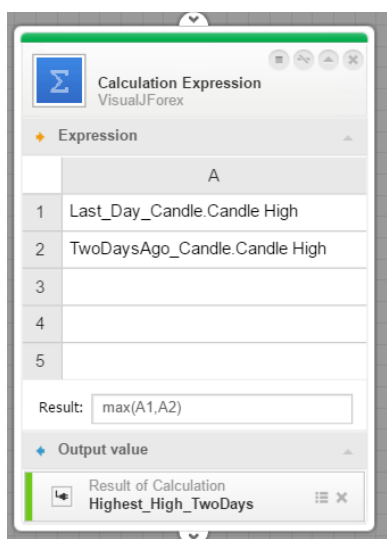 Σ
Calculation Expression
VisualJForex
Expression
A
1 Last_Day_Candle.Candle High
2 TwoDaysAgo_Candle.Candle High
3
4
5
Result: max(A1,A2)
Output value
Result of Calculation
Highest_High_TwoDays